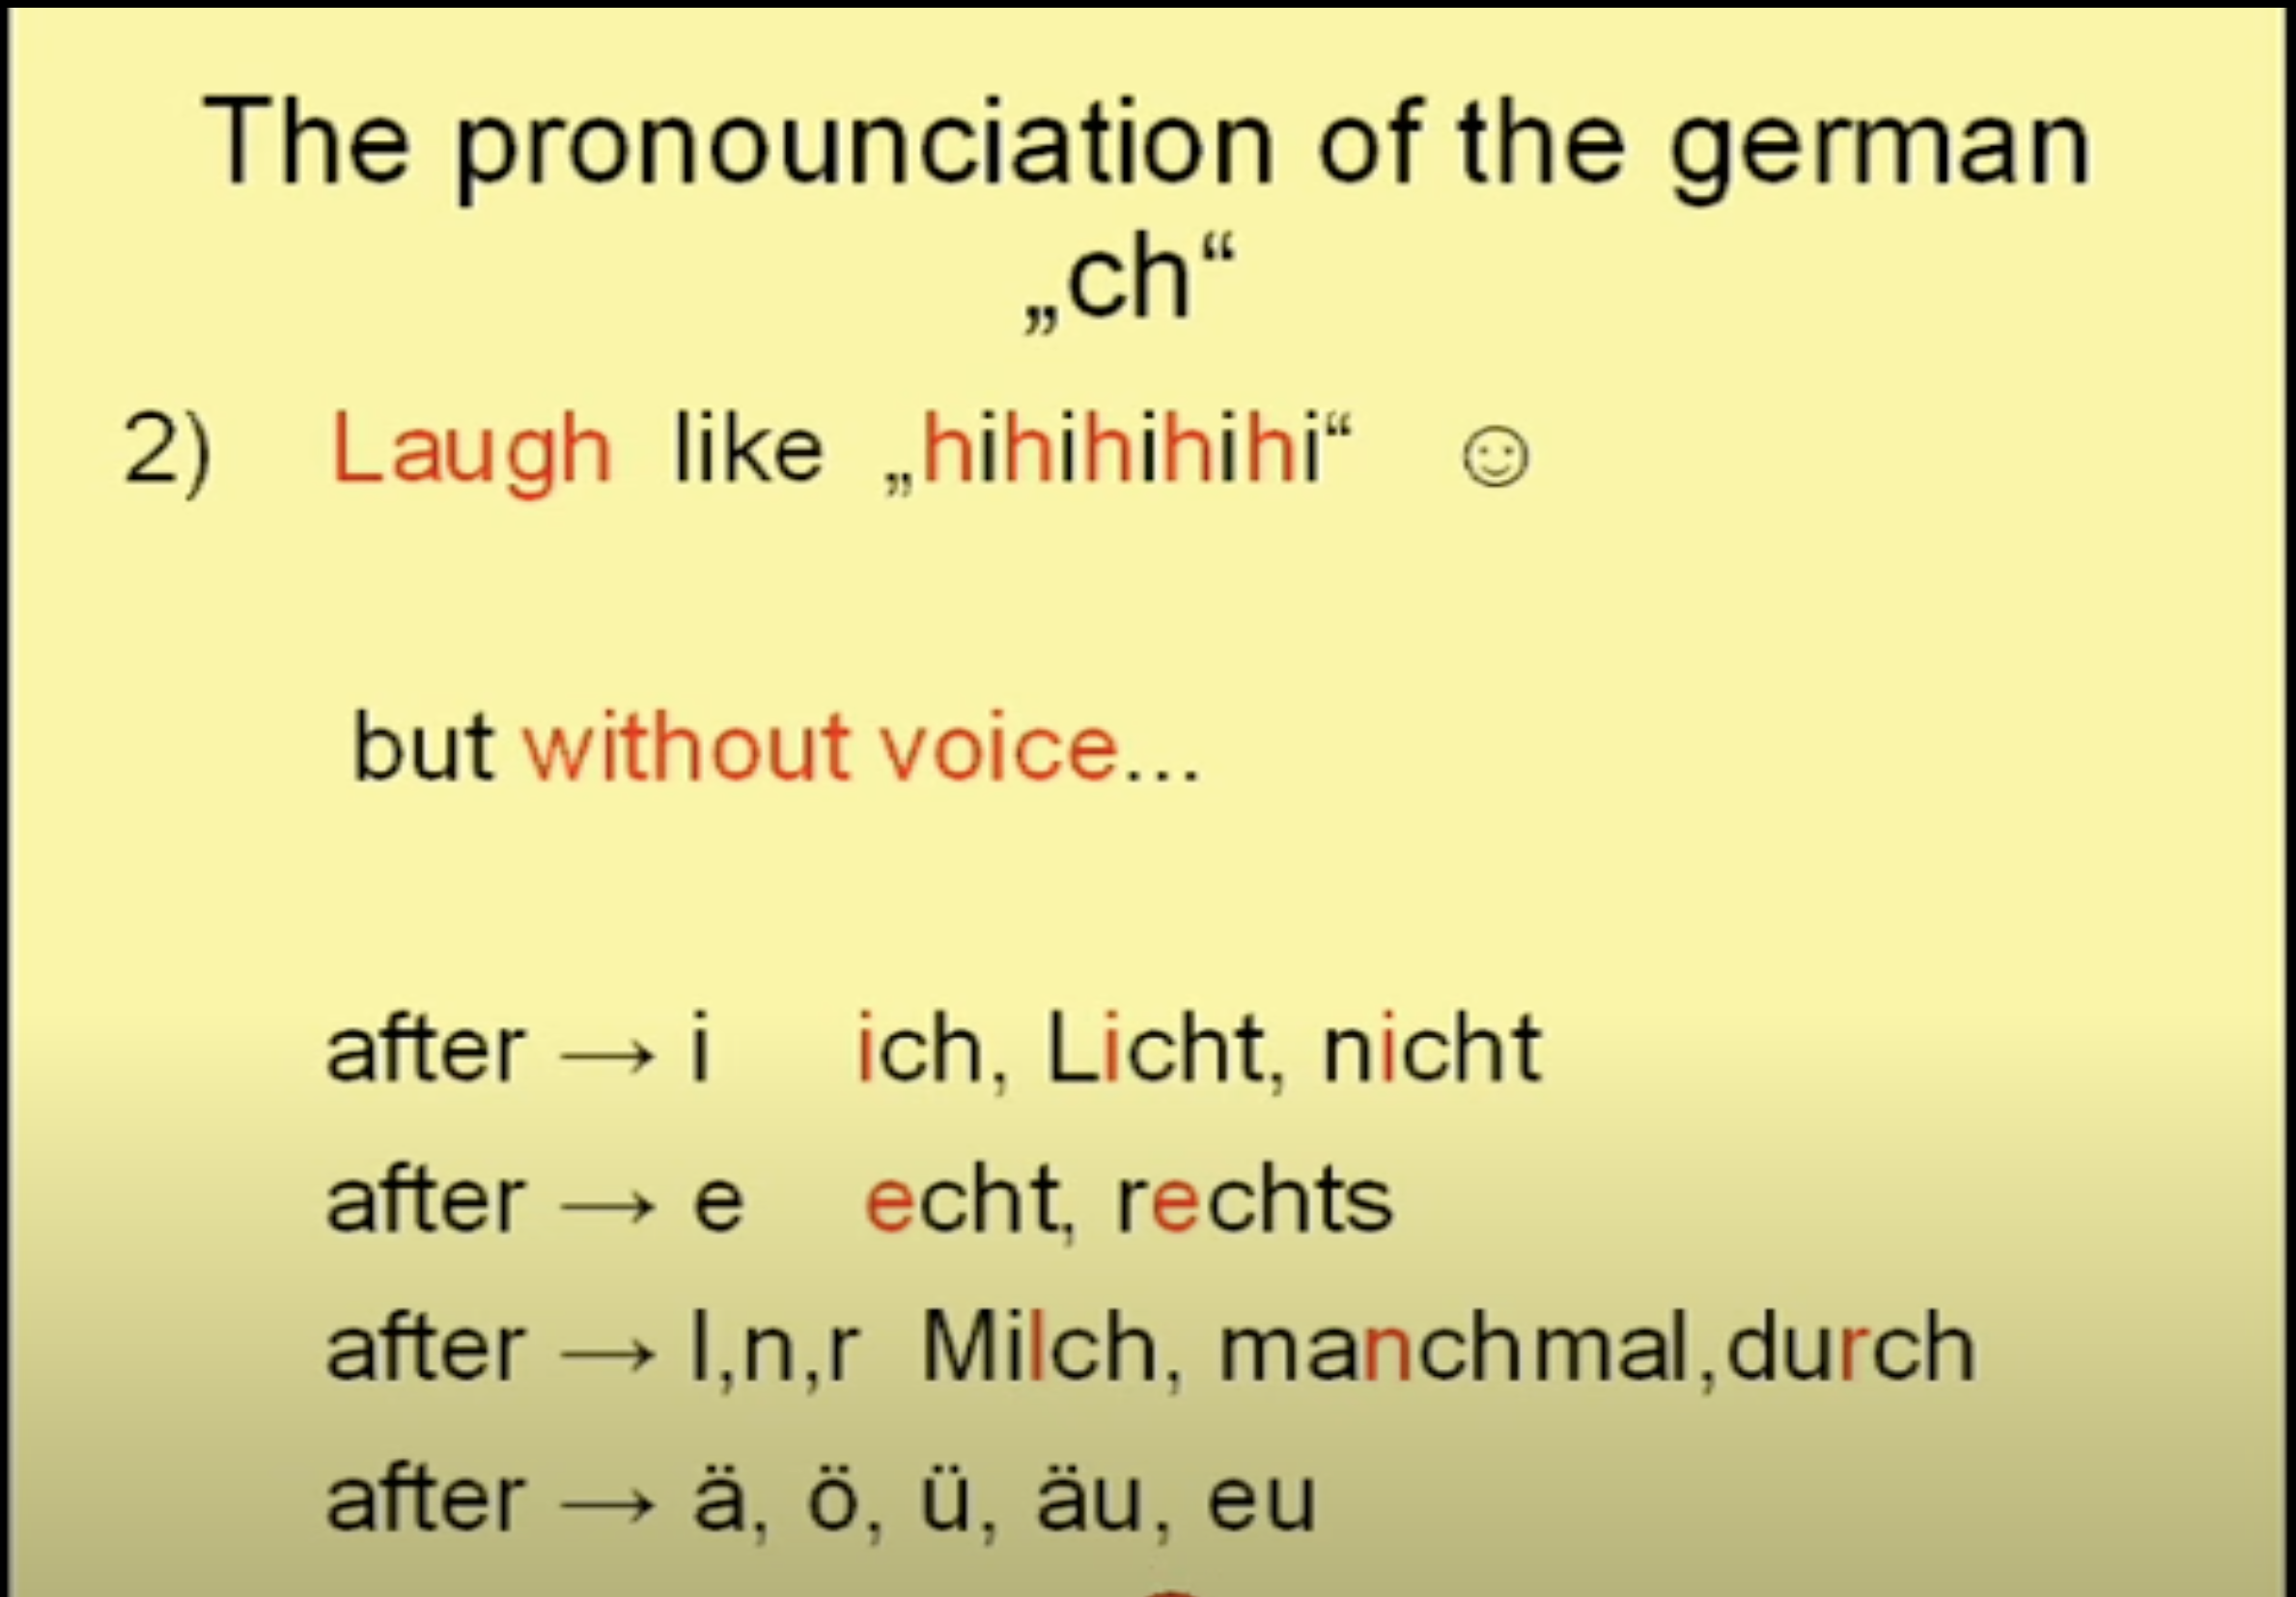 The pronounciation of the german
„ch“
2) Laugh like „hihihihihi“ ☺
but without voice...
after → i ich, Licht, nicht
after → e echt, rechts
after → l,n,r Milch, manchmal,durch
after → ä, ö, ü, äu, eu